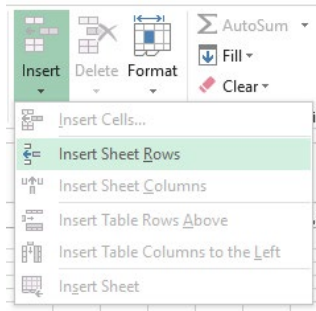 AutoSum
Fill
Clear
Insert Delete Format
Insert Cells...
Insert Sheet Rows
Insert Sheet Columns
Insert Table Rows Above
Insert Table Columns to the Left
Insert Sheet